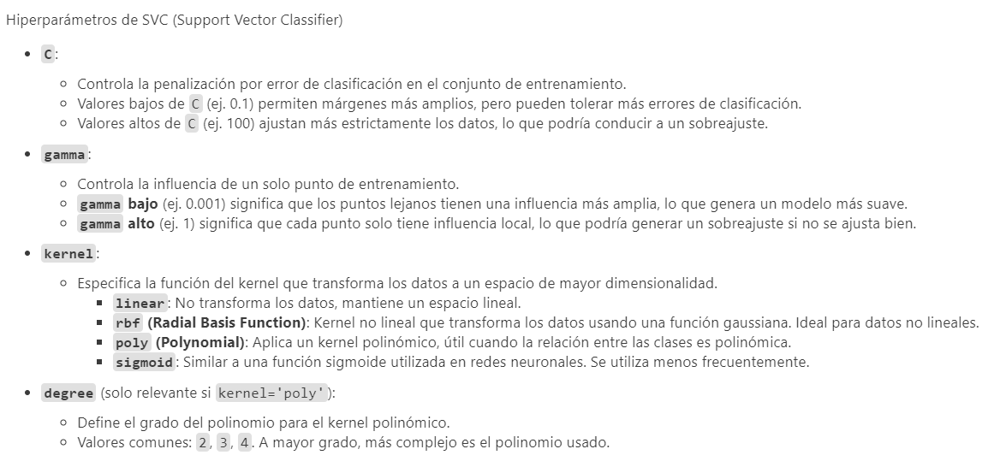 Hiperparámetros de SVC (Support Vector Classifier)
• C:
◦ Controla la penalización por error de clasificación en el conjunto de entrenamiento.
◦ Valores bajos de C (ej. 0.1) permiten márgenes más amplios, pero pueden tolerar más errores de clasificación.
◦ Valores altos de C (ej. 100) ajustan más estrictamente los datos, lo que podría conducir a un sobreajuste.
• gamma:
◦ Controla la influencia de un solo punto de entrenamiento.
◦ gamma bajo (ej. 0.001) significa que los puntos lejanos tienen una influencia más amplia, lo que genera un modelo más suave.
◦ gamma alto (ej. 1) significa que cada punto solo tiene influencia local, lo que podría generar un sobreajuste si no se ajusta bien.
• kernel:
◦ Especifica la función del kernel que transforma los datos a un espacio de mayor dimensionalidad.
▪ linear: No transforma los datos, mantiene un espacio lineal.
▪ rbf (Radial Basis Function): Kernel no lineal que transforma los datos usando una función gaussiana. Ideal para datos no lineales.
▪ poly (Polynomial): Aplica un kernel polinómico, útil cuando la relación entre las clases es polinómica.
▪ sigmoid: Similar a una función sigmoide utilizada en redes neuronales. Se utiliza menos frecuentemente.
• degree (solo relevante si kernel='poly'):
◦ Define el grado del polinomio para el kernel polinómico.
◦ Valores comunes: 2, 3, 4. A mayor grado, más complejo es el polinomio usado.